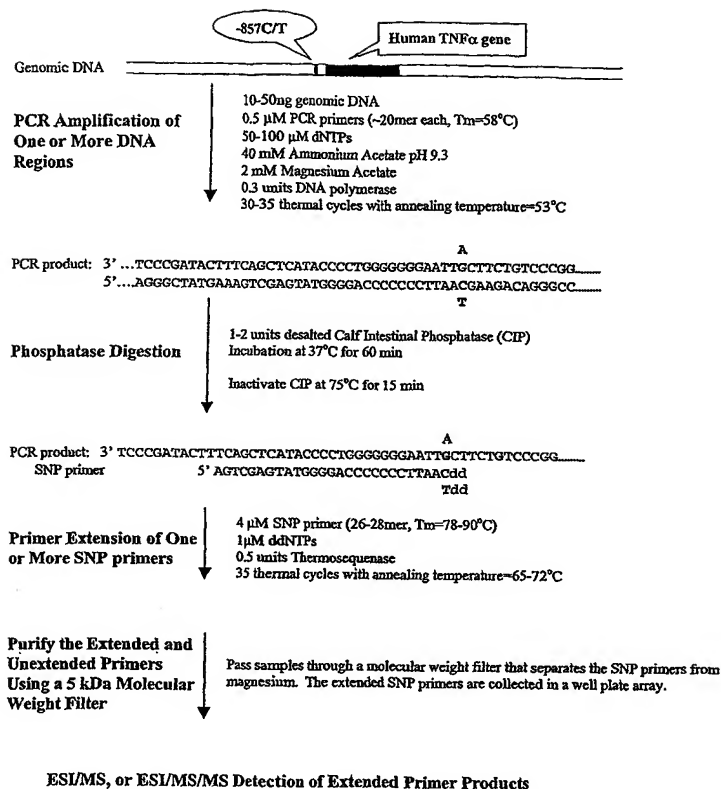 -857C/T
Human TNFα gene
Genomic DNA
PCR Amplification of
One or More DNA
Regions
10-50ng genomic DNA
0.5 μM PCR primers (~20mer each, Tm=58°C)
50-100 μM dNTPs
40 mM Ammonium Acetate pH 9.3
2 mM Magnesium Acetate
0.3 units DNA polymerase
30-35 thermal cycles with annealing temperature=53°C
A
PCR product: 3' ...TCCCGATACTTTCAGCTCATACCCCTGGGGGGGAATTGCTTCTGTCCCGG........
5'....AGGGCTATGAAAGTCGAGTATGGGGACCCCCCCTTAACGAAGACAGGGCC......
T
Phosphatase Digestion
1-2 units desalted Calf Intestinal Phosphatase (CIP)
Incubation at 37°C for 60 min
Inactivate CIP at 75°C for 15 min
A
PCR product: 3' TCCCGATACTTTCAGCTCATACCCCTGGGGGGGAATTGCTTCTGTCCCGG........
SNP primer 5' AGTCGAGTATGGGGACCCCCCCTTAACdd
Tdd
Primer Extension of One
or More SNP primers
4 μM SNP primer (26-28mer, Tm=78-90°C)
1μM ddNTPs
0.5 units Thermosequenase
35 thermal cycles with annealing temperature=65-72°C
Purify the Extended and
Unextended Primers
Using a 5 kDa Molecular
Weight Filter
Pass samples through a molecular weight filter that separates the SNP primers from
magnesium. The extended SNP primers are collected in a well plate array.
ESI/MS, or ESI/MS/MS Detection of Extended Primer Products